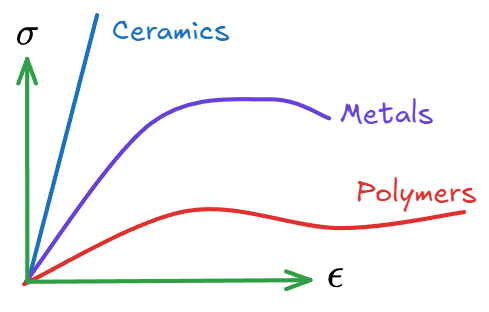 σ
Ceramics
Metals
Polymers
ϵ